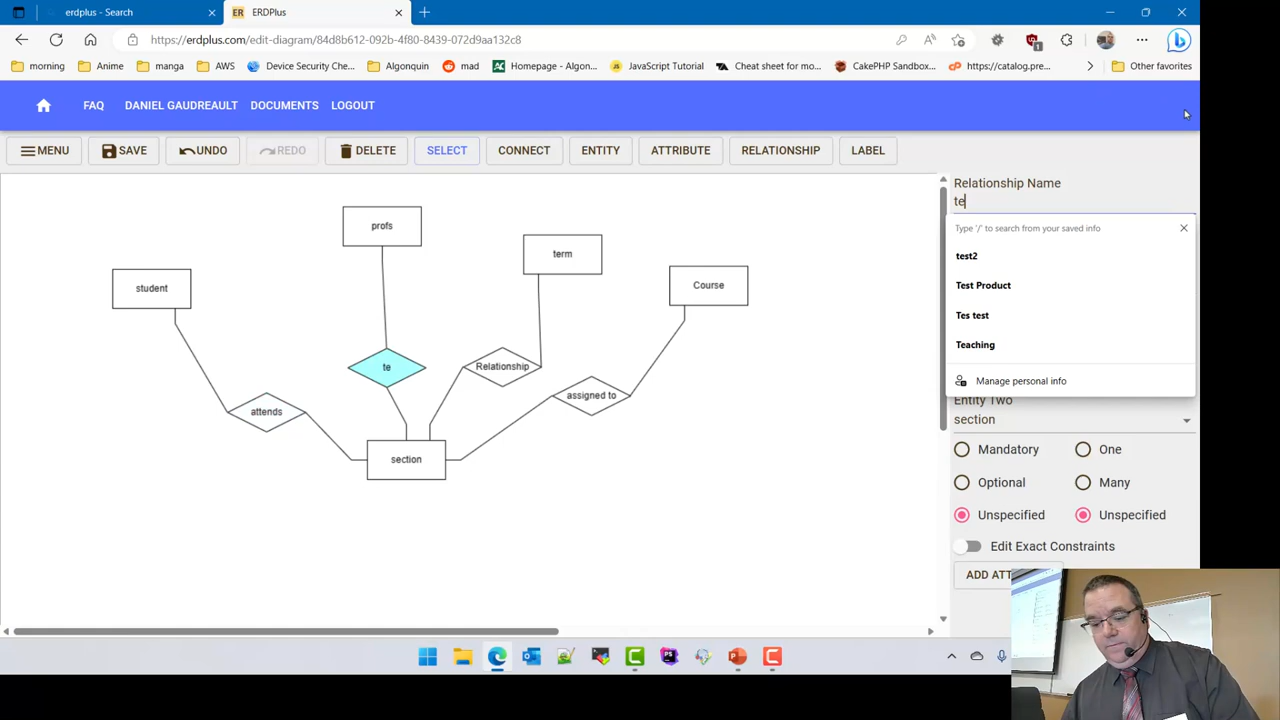 erdplus - Search
ERDPlus
https://erdplus.com/edit-diagram/84d8b612-092b-4f80-8439-072d9aa132c8
morning
Anime
manga
AWS
Device Security Che...
Algonquin
mad
Homepage - Algon...
JavaScript Tutorial
Cheat sheet for mo...
CakePHP Sandbox...
https://catalog.pre...
Other favorites
FAQ
DANIEL GAUDREAULT
DOCUMENTS
LOGOUT
MENU
SAVE
UNDO
REDO
DELETE
SELECT
CONNECT
ENTITY
ATTRIBUTE
RELATIONSHIP
LABEL
Relationship Name
te
Type '/' to search from your saved info
test2
Test Product
Tes test
Teaching
Manage personal info
Entity Two
section
Mandatory
One
Optional
Many
Unspecified
Unspecified
Edit Exact Constraints
ADD ATT
profs
term
student
Course
te
Relationship
assigned to
attends
section